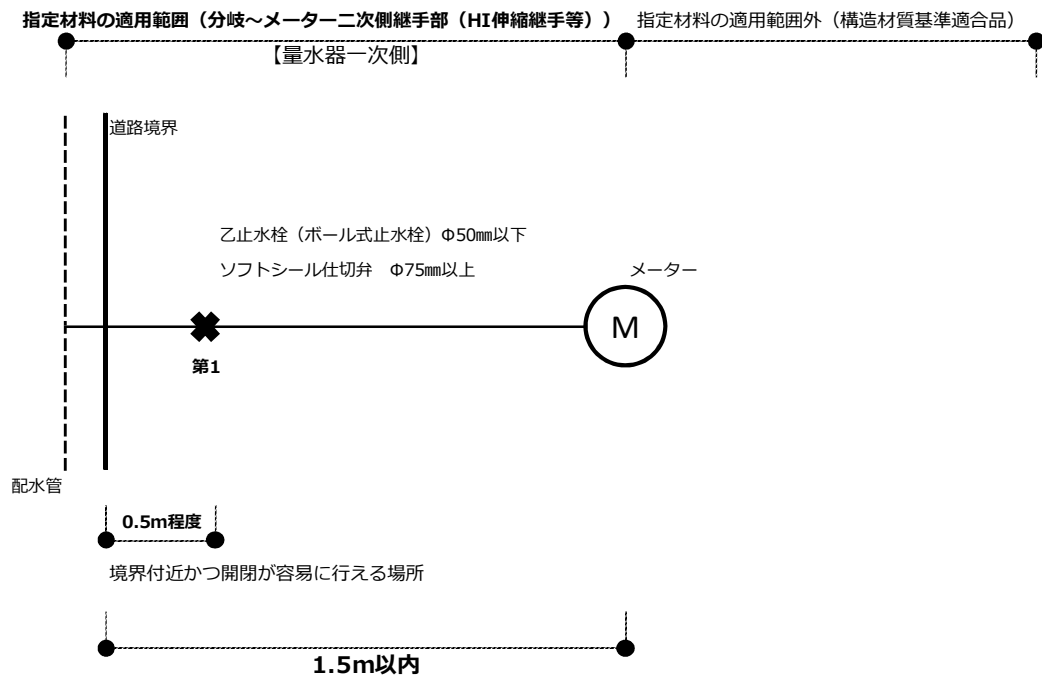 指定材料の適用範囲（分岐～メーター二次側継手部（HI伸縮継手等））
指定材料の適用範囲外（構造材質基準適合品）
【量水器一次側】
道路境界
乙止水栓（ボール式止水栓）Φ50㎜以下
ソフトシール仕切弁　Φ75㎜以上
メーター
M
第1
配水管
0.5m程度
境界付近かつ開閉が容易に行える場所
1.5m以内